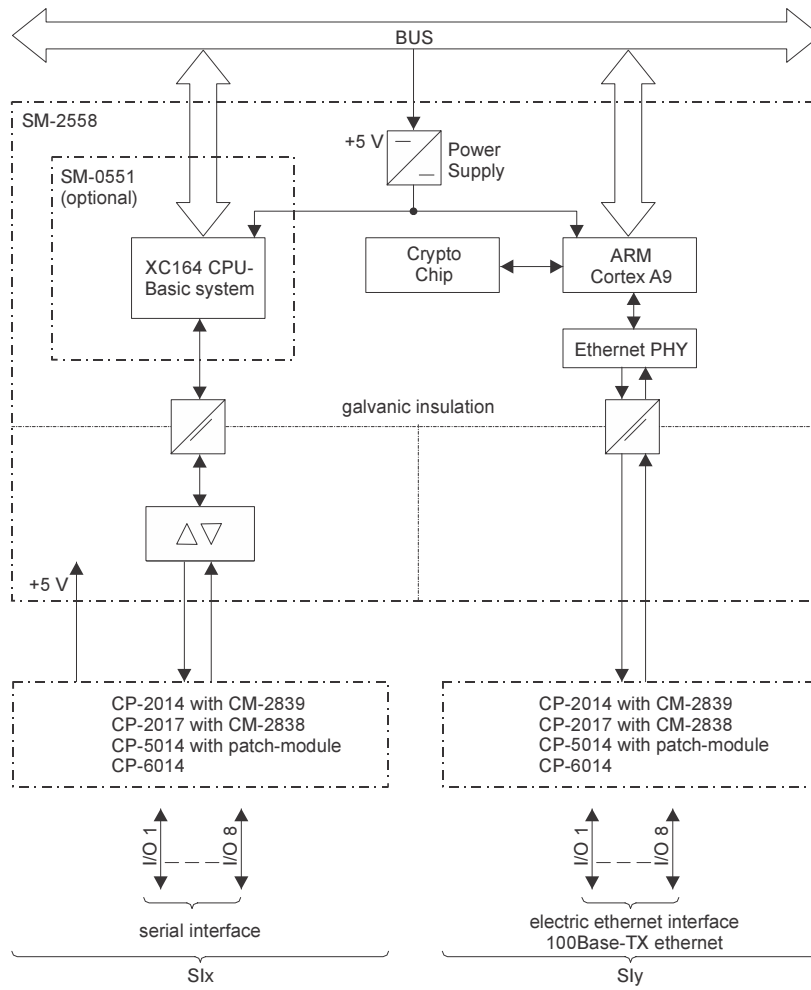 BUS
SM-2558
+5 V
Power
Supply
SM-0551
(optional)
XC164 CPU-
Basic system
Crypto
Chip
ARM
Cortex A9
Ethernet PHY
galvanic insulation
+5 V
CP-2014 with CM-2839
CP-2017 with CM-2838
CP-5014 with patch-module
CP-6014
CP-2014 with CM-2839
CP-2017 with CM-2838
CP-5014 with patch-module
CP-6014
I/O 1
I/O 8
I/O 1
I/O 8
serial interface
electric ethernet interface
100Base-TX ethernet
SIx
SIy